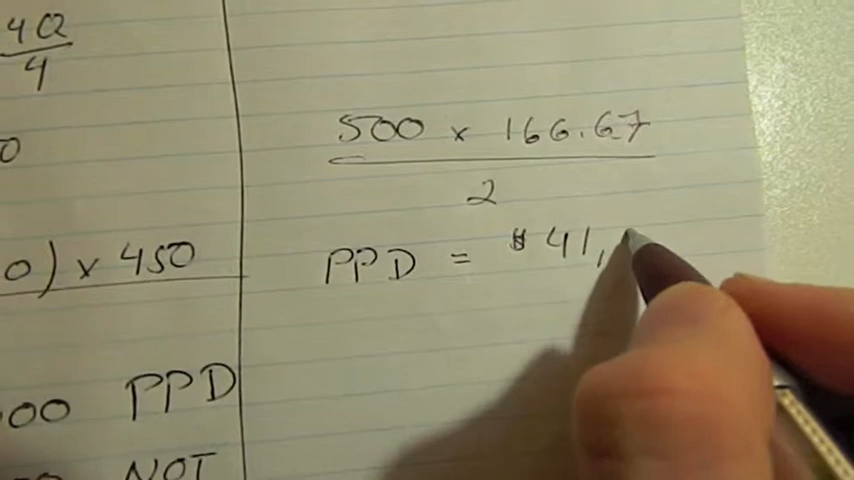 4Q
4
0
0) x 450
00 PPD
NOT
500 x 166.67
2
PPD = $ 41,